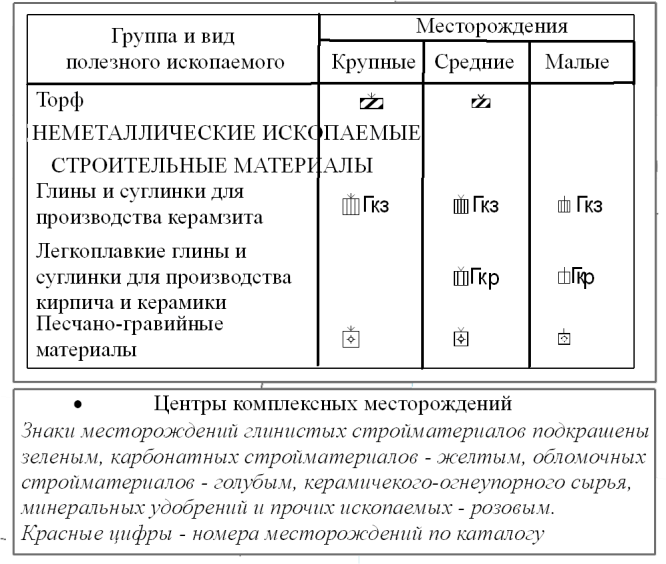 Группа и вид
полезного ископаемого
Месторождения
Крупные Средние Малые
Торф
НЕМЕТАЛЛИЧЕСКИЕ ИСКОПАЕМЫЕ
СТРОИТЕЛЬНЫЕ МАТЕРИАЛЫ
Глины и суглинки для
производства керамзита
Гкз Гкз Гкз
Легкоплавкие глины и
суглинки для производства
кирпича и керамики
Гкр Гкр
Песчано-гравийные
материалы
• Центры комплексных месторождений
Знаки месторождений глинистых стройматериалов подкрашены
зеленым, карбонатных стройматериалов - желтым, обломочных
стройматериалов - голубым, керамичекого-огнеупорного сырья,
минеральных удобрений и прочих ископаемых - розовым.
Красные цифры - номера месторождений по каталогу